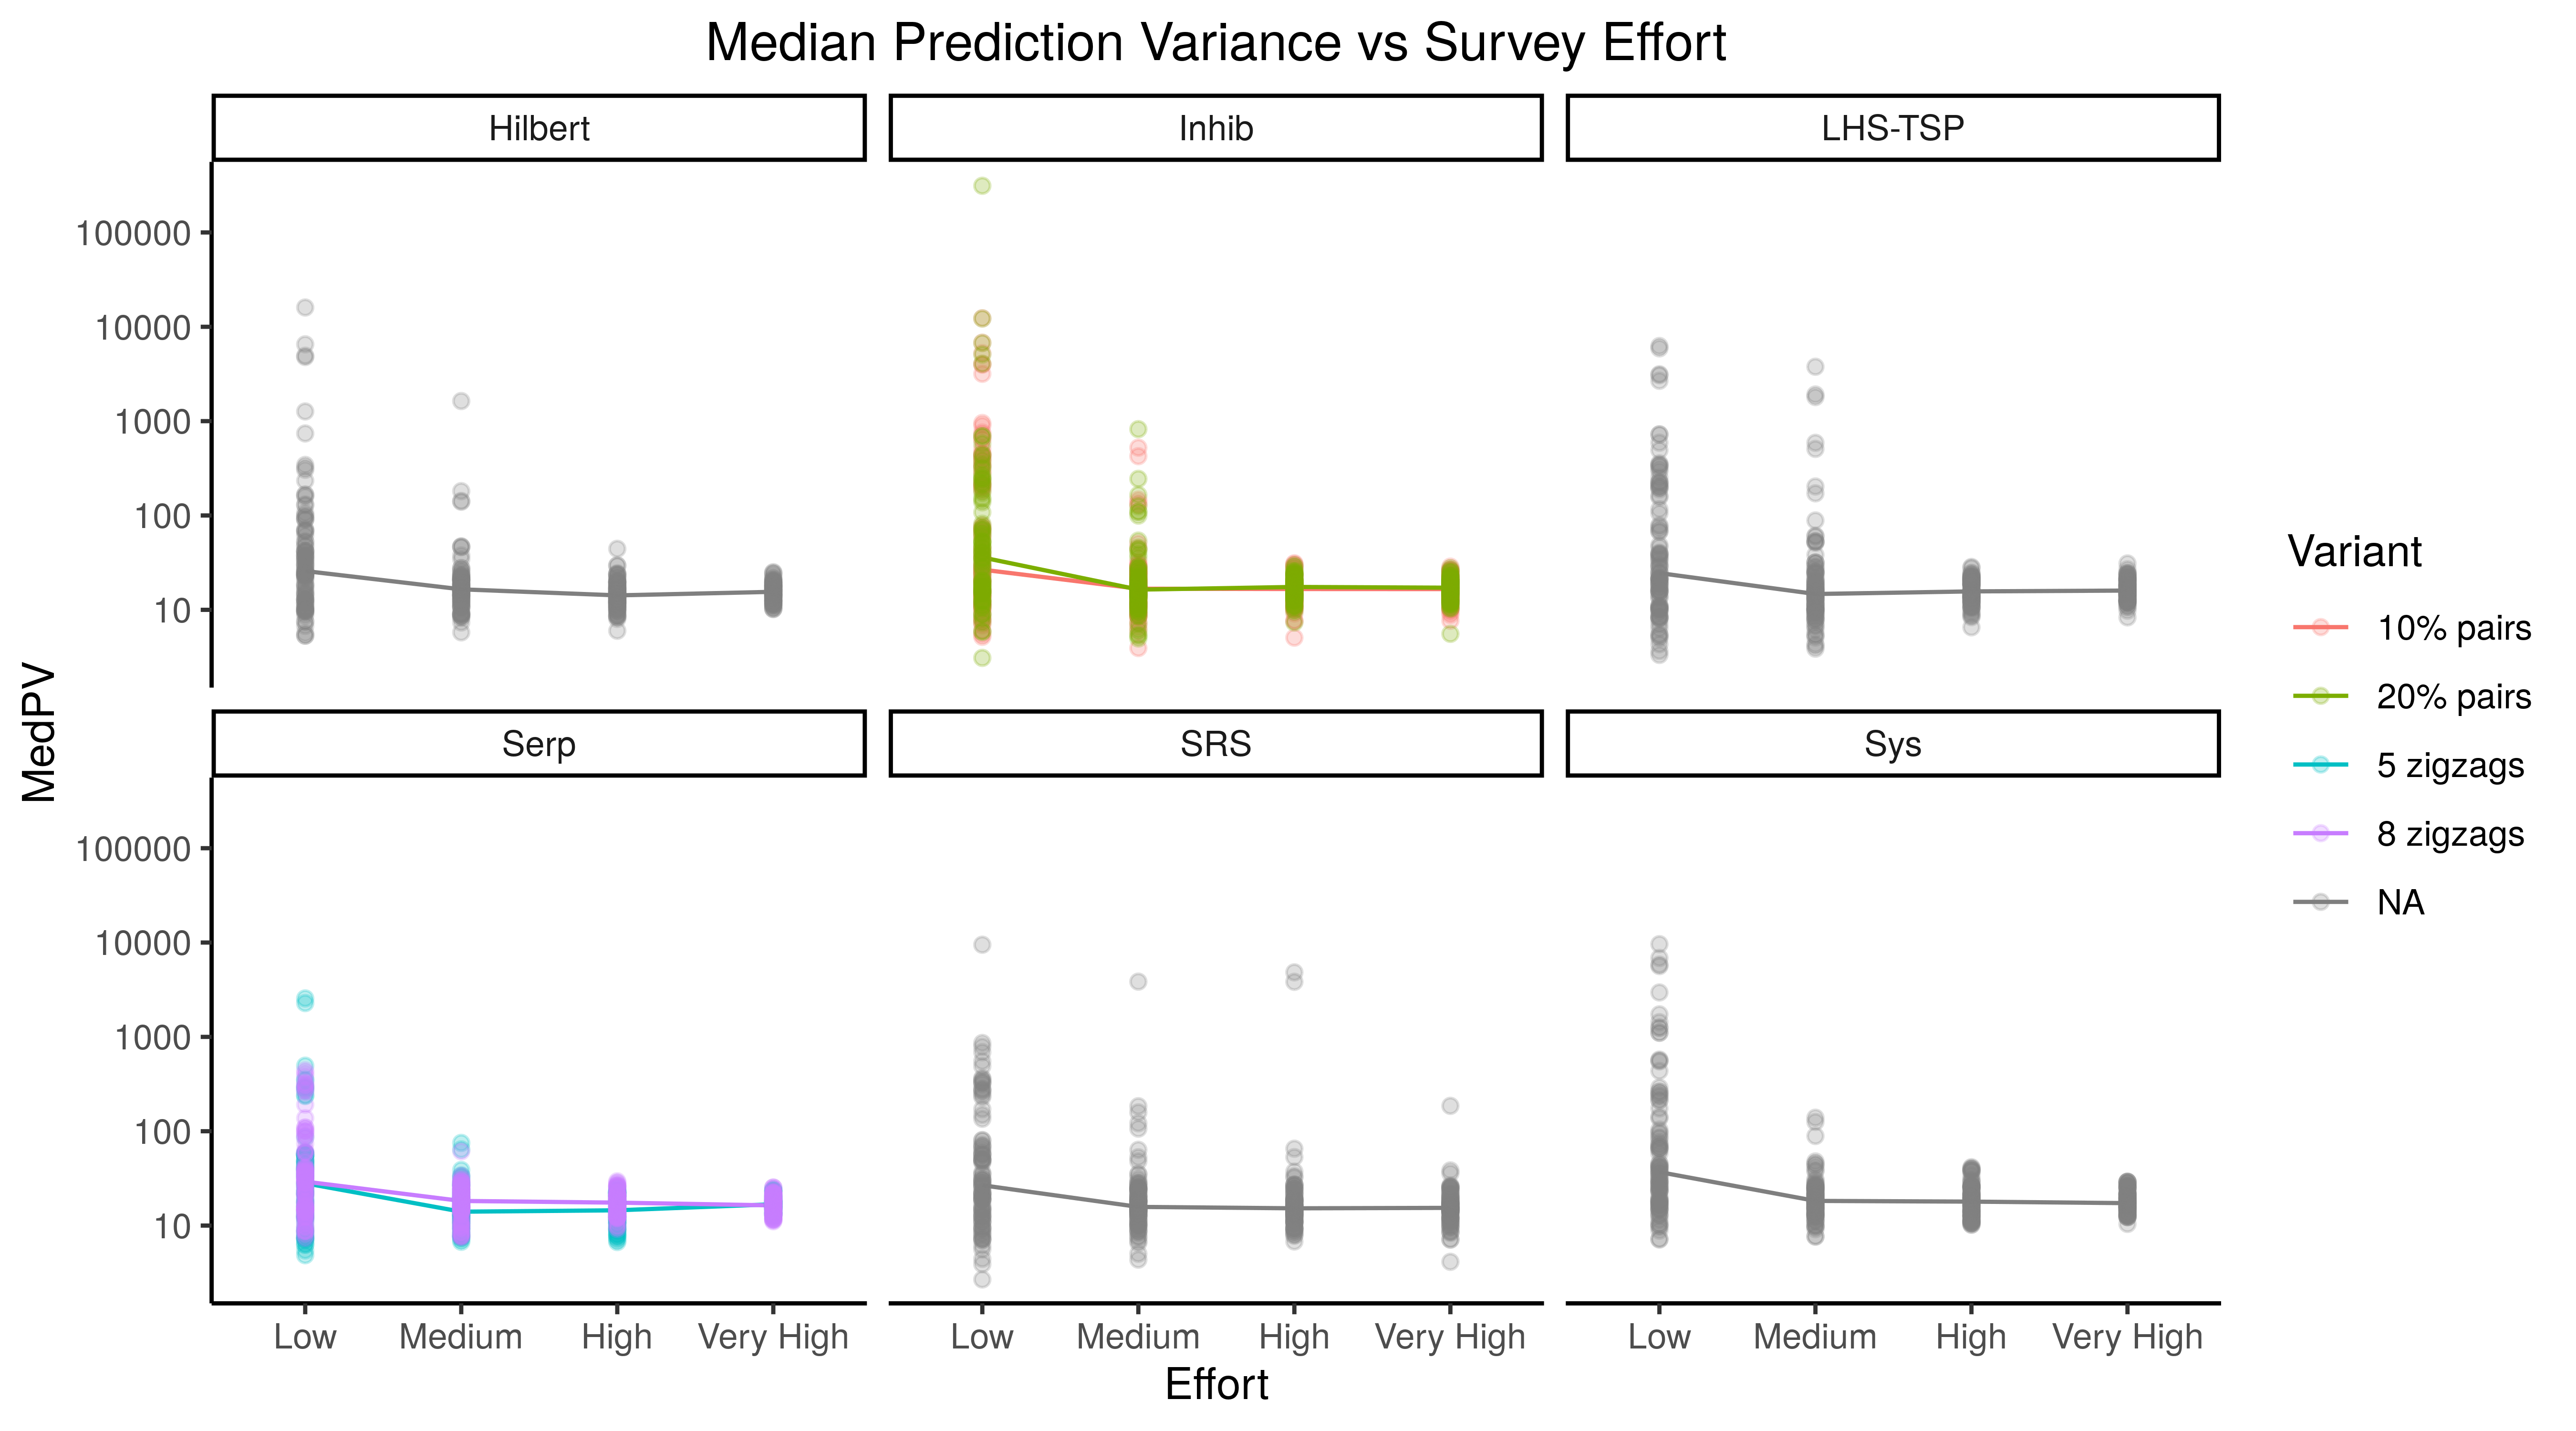 Median Prediction Variance vs Survey Effort
Hilbert
Inhib
LHS-TSP
100000
10000
1000
100
10
Serp
SRS
Sys
100000
10000
1000
100
10
MedPV
Low Medium High Very High
Low Medium High Very High
Low Medium High Very High
Effort
Variant
10% pairs
20% pairs
5 zigzags
8 zigzags
NA